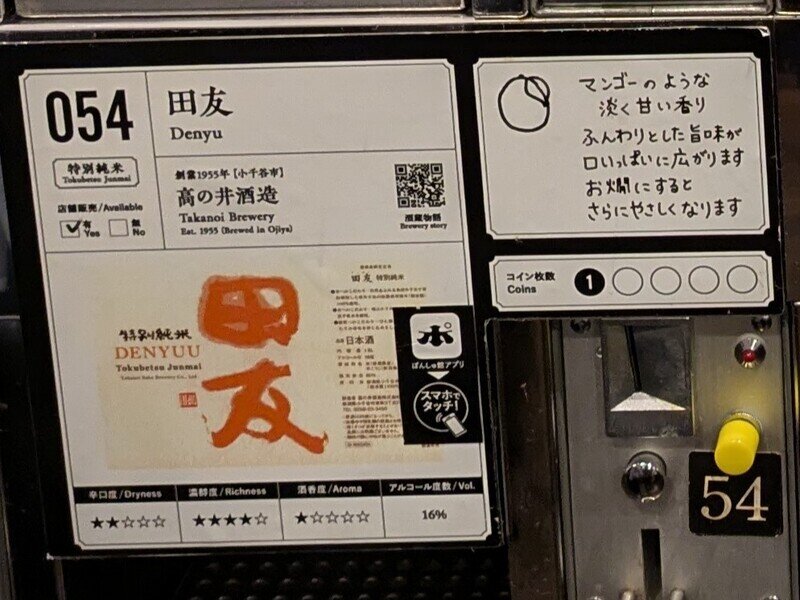 054
田友
Denyu
特別純米
Tokubetsu Junmai
店舗販売/Available
有
Yes
無
No
創業1955年【小千谷市】
高の井酒造
Takanoi Brewery
Est. 1955 (Brewed in Ojiya)
酒蔵物語
Brewery story
特別純米
DENYUU
Tokubetsu Junmai
田友
田友 特別純米
日本酒
ぽ
ぽんしゅ館アプリ
スマホで
タッチ!
辛口度/Dryness
★★☆☆☆
濃醇度/Richness
★★★★☆
酒香度/Aroma
★☆☆☆☆
アルコール度数/Vol.
16%
マンゴーのような
淡く甘い香り
ふんわりとした旨味が
口いっぱいに広がります
お燗にすると
さらにやさしくなります
コイン枚数
Coins
1
54